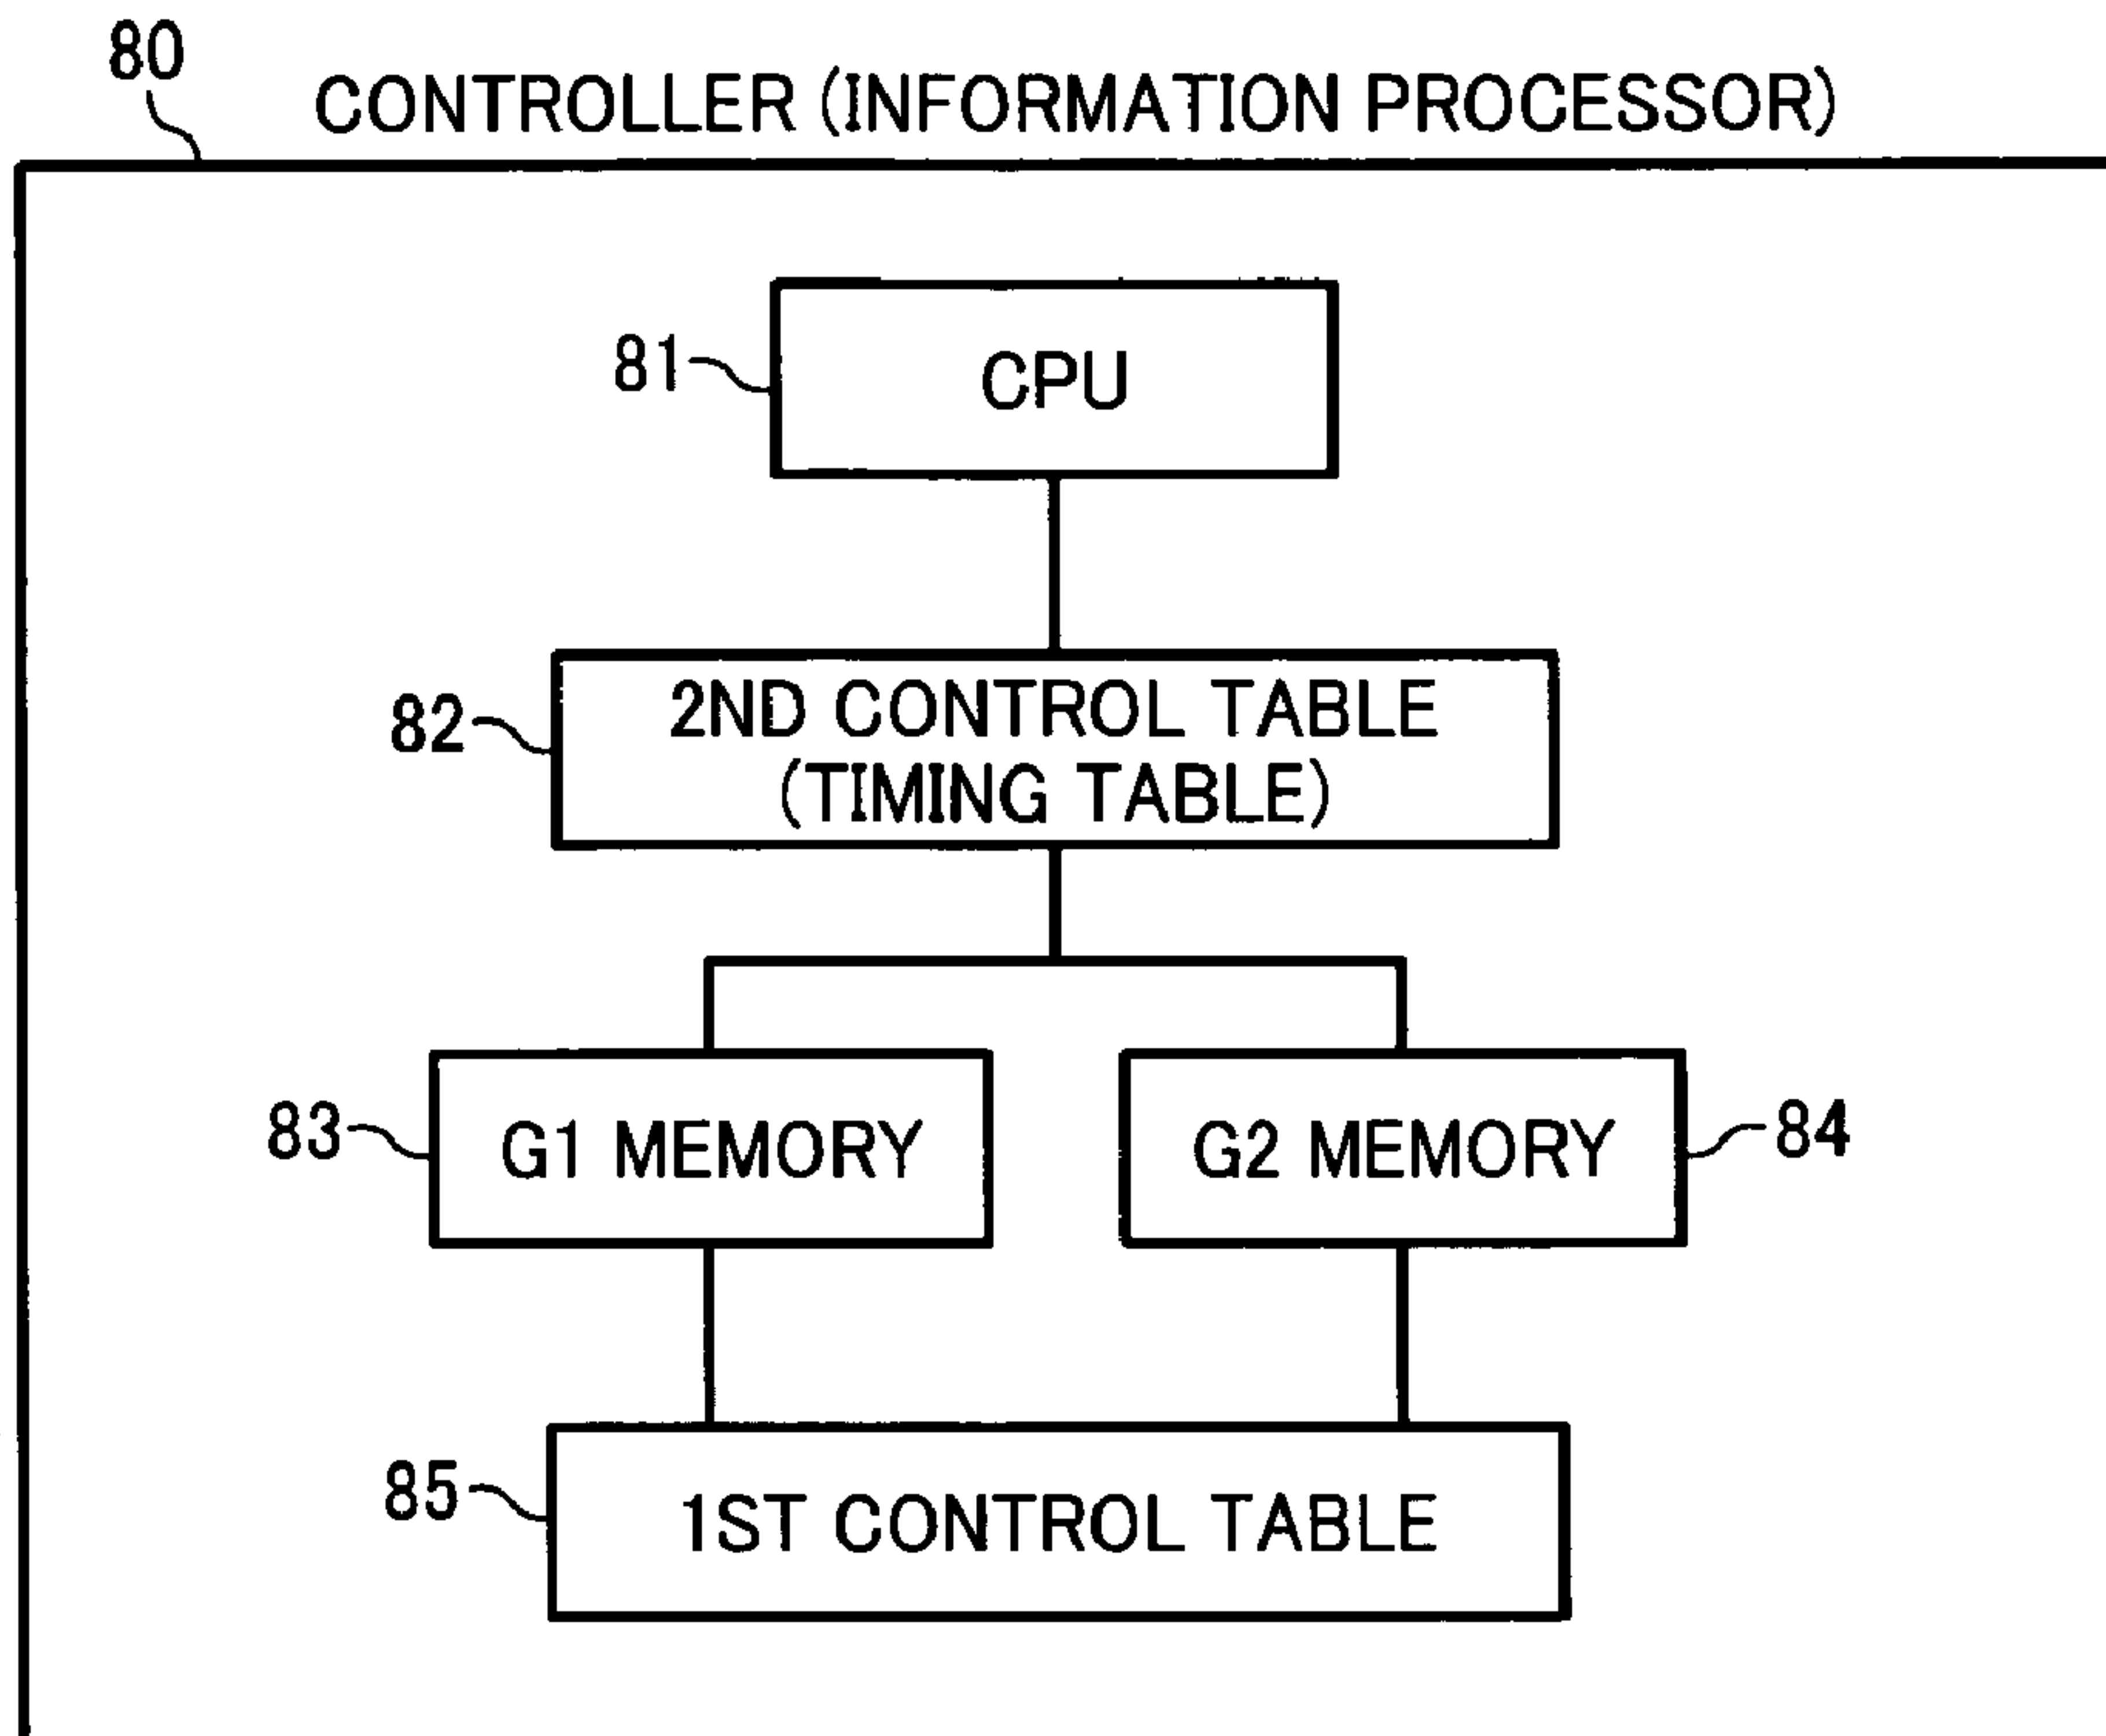 80
CONTROLLER (INFORMATION PROCESSOR)
81
CPU
82
2ND CONTROL TABLE
(TIMING TABLE)
83
G1 MEMORY
G2 MEMORY
84
85
1ST CONTROL TABLE